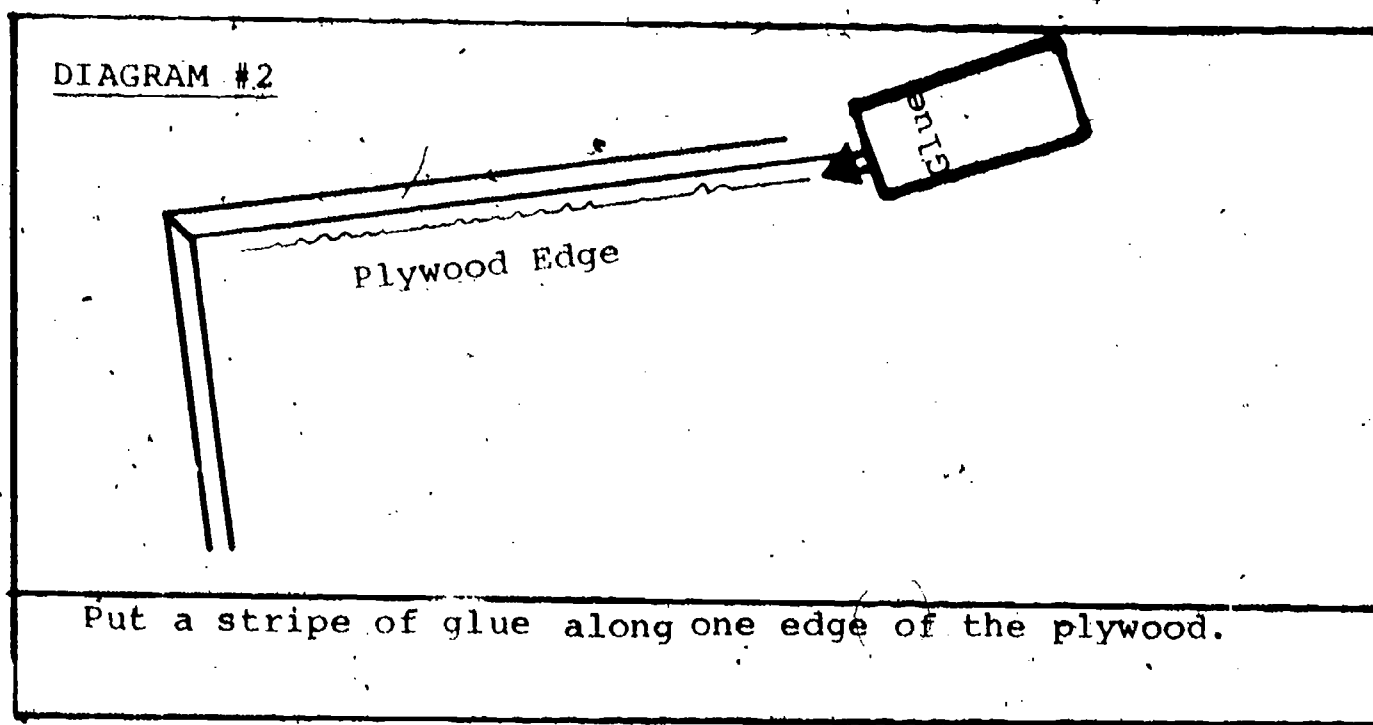 DIAGRAM #2
Glue
Plywood Edge
Put a stripe of glue along one edge of the plywood.